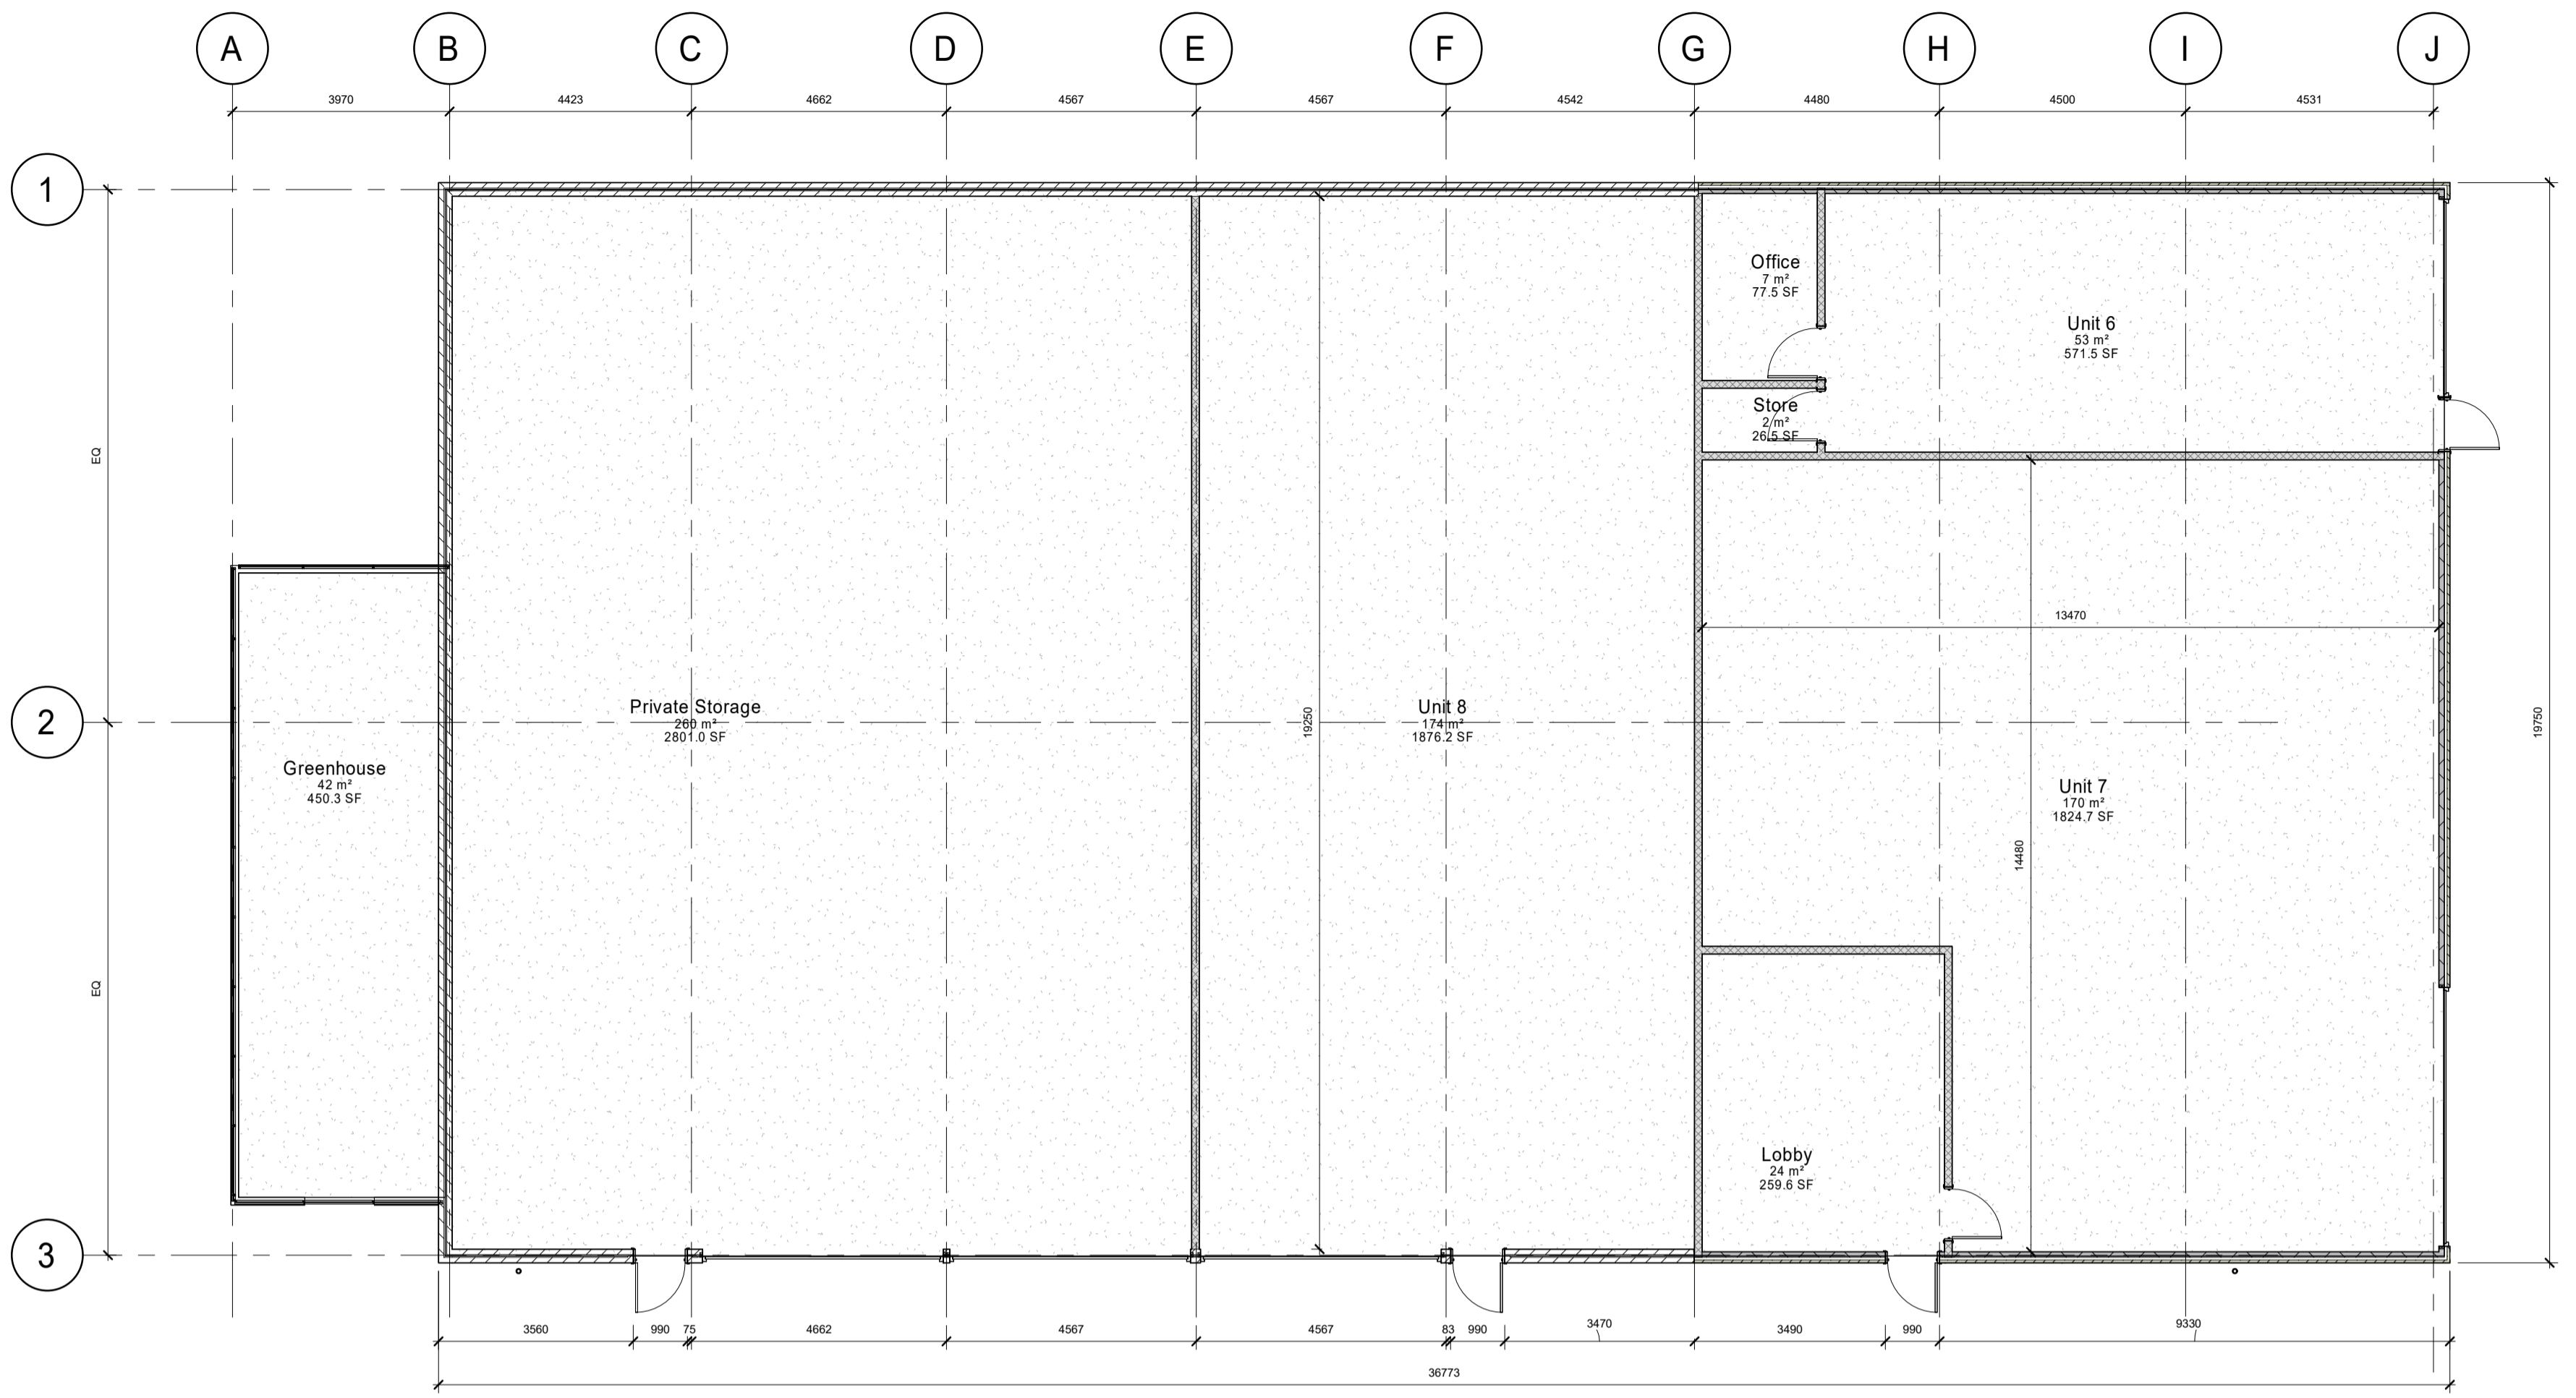 A B C D E F G H I J
3970 4423 4662 4567 4567 4542 4480 4500 4531
1
Office
7 m²
77.5 SF
Unit 6
53 m²
571.5 SF
Store
2 m²
26.5 SF
EQ
13470
2
Private Storage
260 m²
2801.0 SF
19250
Unit 8
174 m²
1876.2 SF
19750
Greenhouse
42 m²
450.3 SF
Unit 7
170 m²
1824.7 SF
14480
EQ
Lobby
24 m²
259.6 SF
3
3560 990 75 4662 4567 4567 83 990 3470 3490 990 9330
36773